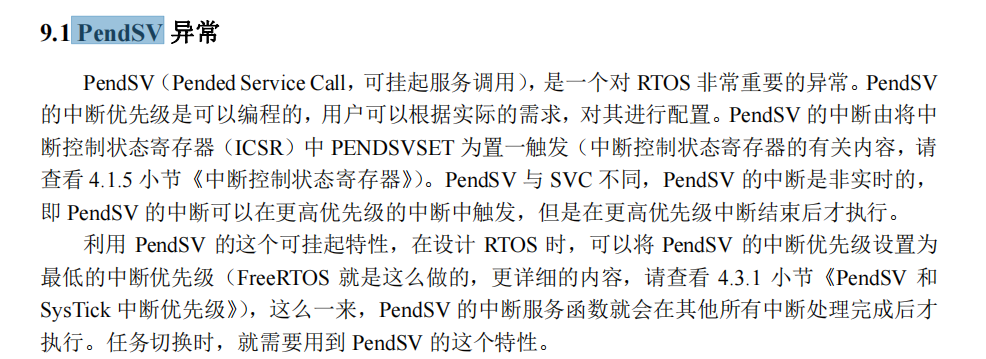 9.1 PendSV 异常
PendSV（Pended Service Call，可挂起服务调用），是一个对 RTOS 非常重要的异常。PendSV
的中断优先级是可以编程的，用户可以根据实际的需求，对其进行配置。PendSV 的中断由将中
断控制状态寄存器（ICSR）中 PENDSVSET 为置一触发（中断控制状态寄存器的有关内容，请
查看 4.1.5 小节《中断控制状态寄存器》）。PendSV 与 SVC 不同，PendSV 的中断是非实时的，
即 PendSV 的中断可以在更高优先级的中断中触发，但是在更高优先级中断结束后才执行。
利用 PendSV 的这个可挂起特性，在设计 RTOS 时，可以将 PendSV 的中断优先级设置为
最低的中断优先级（FreeRTOS 就是这么做的，更详细的内容，请查看 4.3.1 小节《PendSV 和
SysTick 中断优先级》），这么一来，PendSV 的中断服务函数就会在其他所有中断处理完成后才
执行。任务切换时，就需要用到 PendSV 的这个特性。